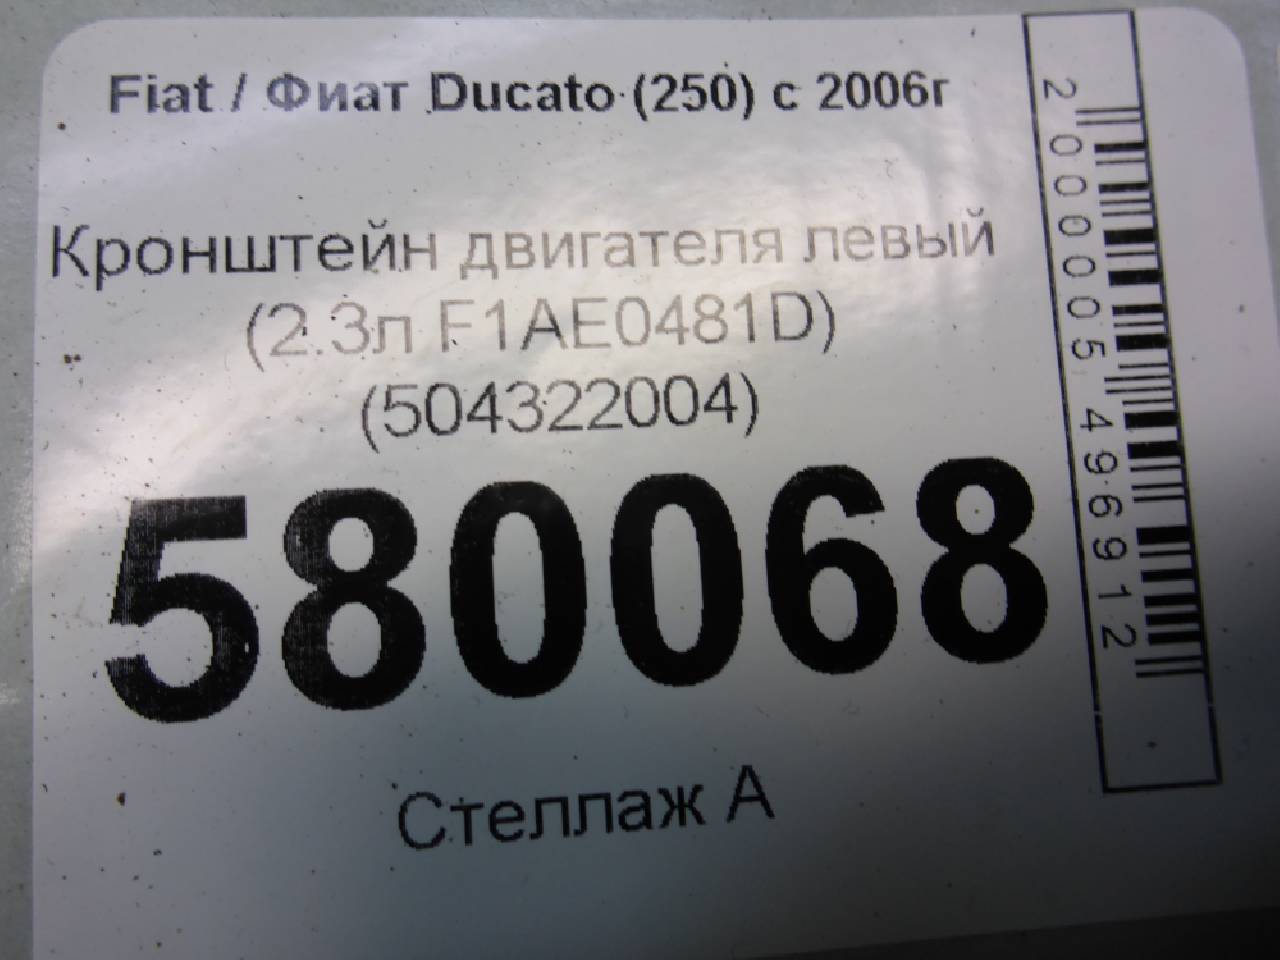 Fiat / Фиат Ducato (250) с 2006г
Кронштейн двигателя левый
(2.3л F1AE0481D)
(504322004)
580068
Стеллаж А
2000005496912